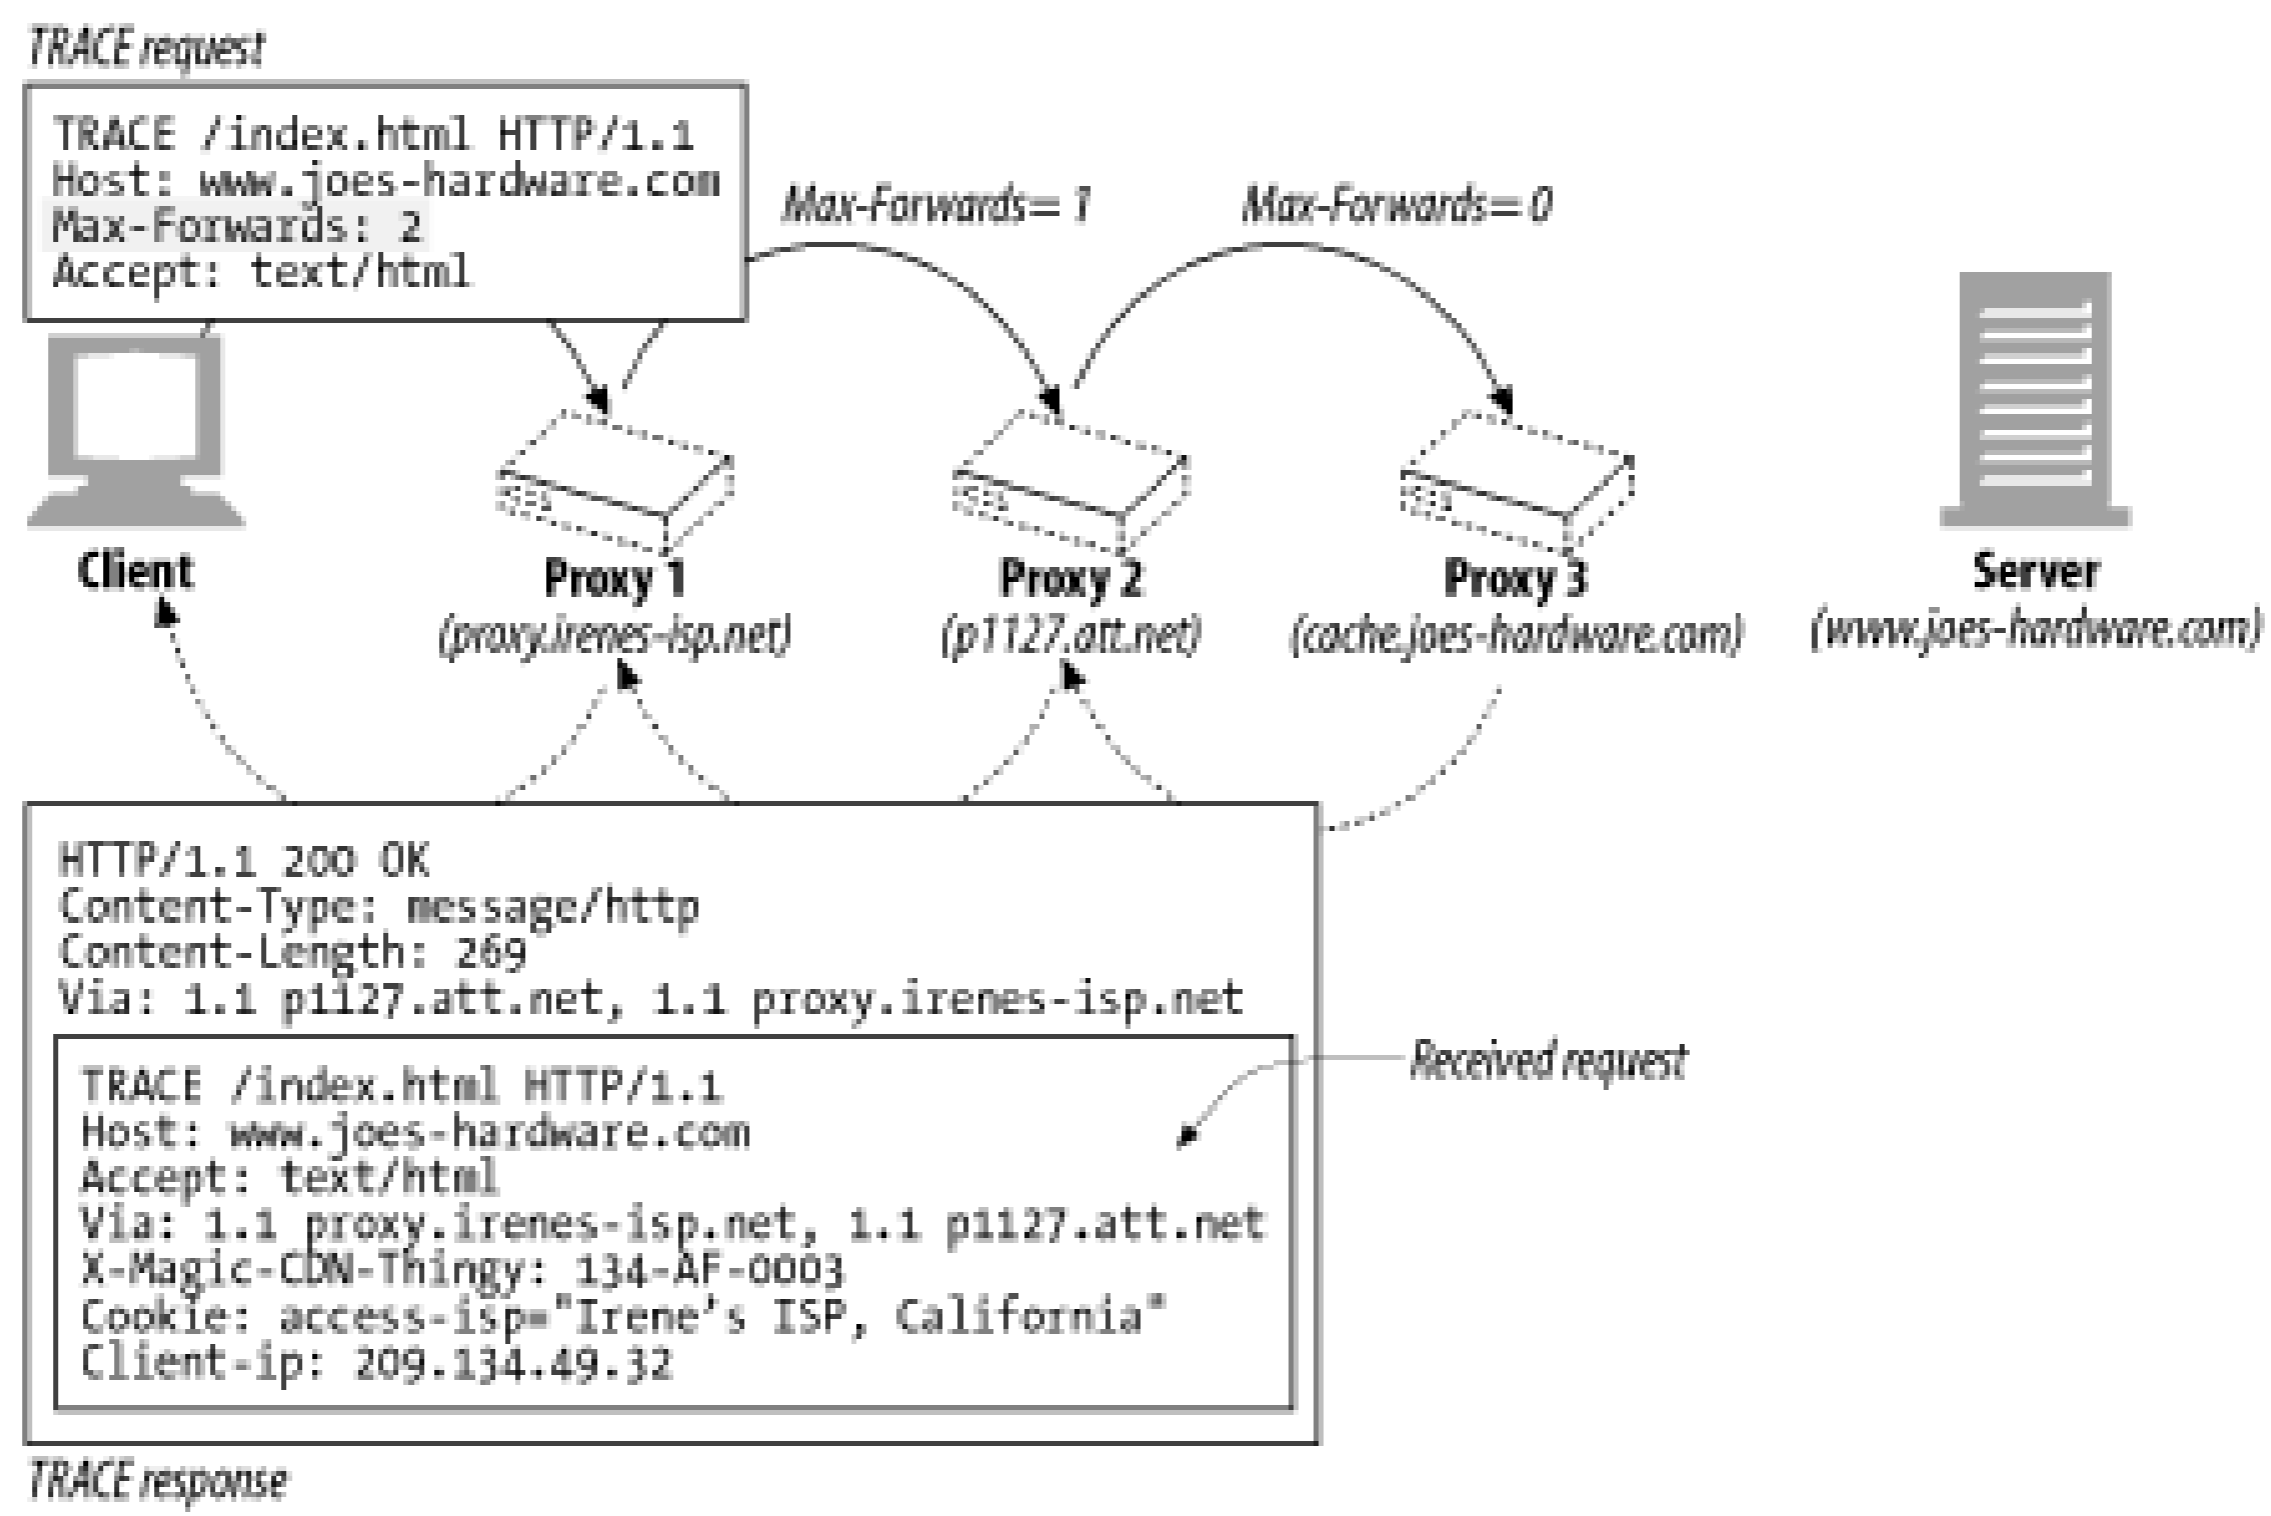 TRACE request
TRACE /index.html HTTP/1.1
Host: www.joes-hardware.com
Max-Forwards: 2
Accept: text/html
Max-Forwards= 1
Max-Forwards= 0
Client
Proxy 1
(proxy.irenes-isp.net)
Proxy 2
(p1127.att.net)
Proxy 3
(cache.joes-hardware.com)
Server
(www.joes-hardware.com)
HTTP/1.1 200 OK
Content-Type: message/http
Content-Length: 269
Via: 1.1 p1127.att.net, 1.1 proxy.irenes-isp.net
Received request
TRACE /index.html HTTP/1.1
Host: www.joes-hardware.com
Accept: text/html
Via: 1.1 proxy.irenes-isp.net, 1.1 p1127.att.net
X-Magic-CDN-Thingy: 134-AF-0003
Cookie: access-isp="Irene's ISP, California"
Client-ip: 209.134.49.32
TRACE response